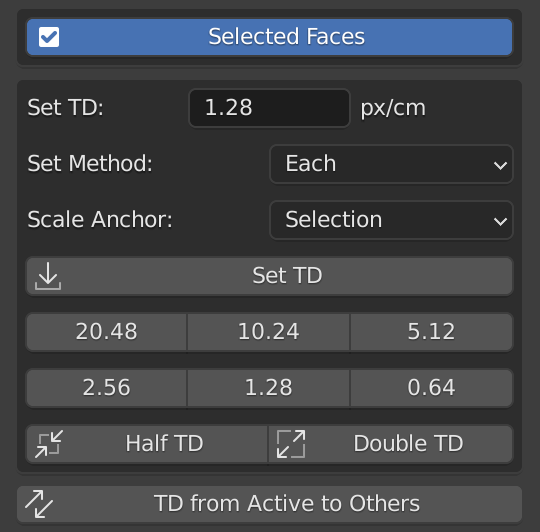 Selected Faces
Set TD: 1.28 px/cm
Set Method: Each
Scale Anchor: Selection
Set TD
20.48 10.24 5.12
2.56 1.28 0.64
Half TD Double TD
TD from Active to Others